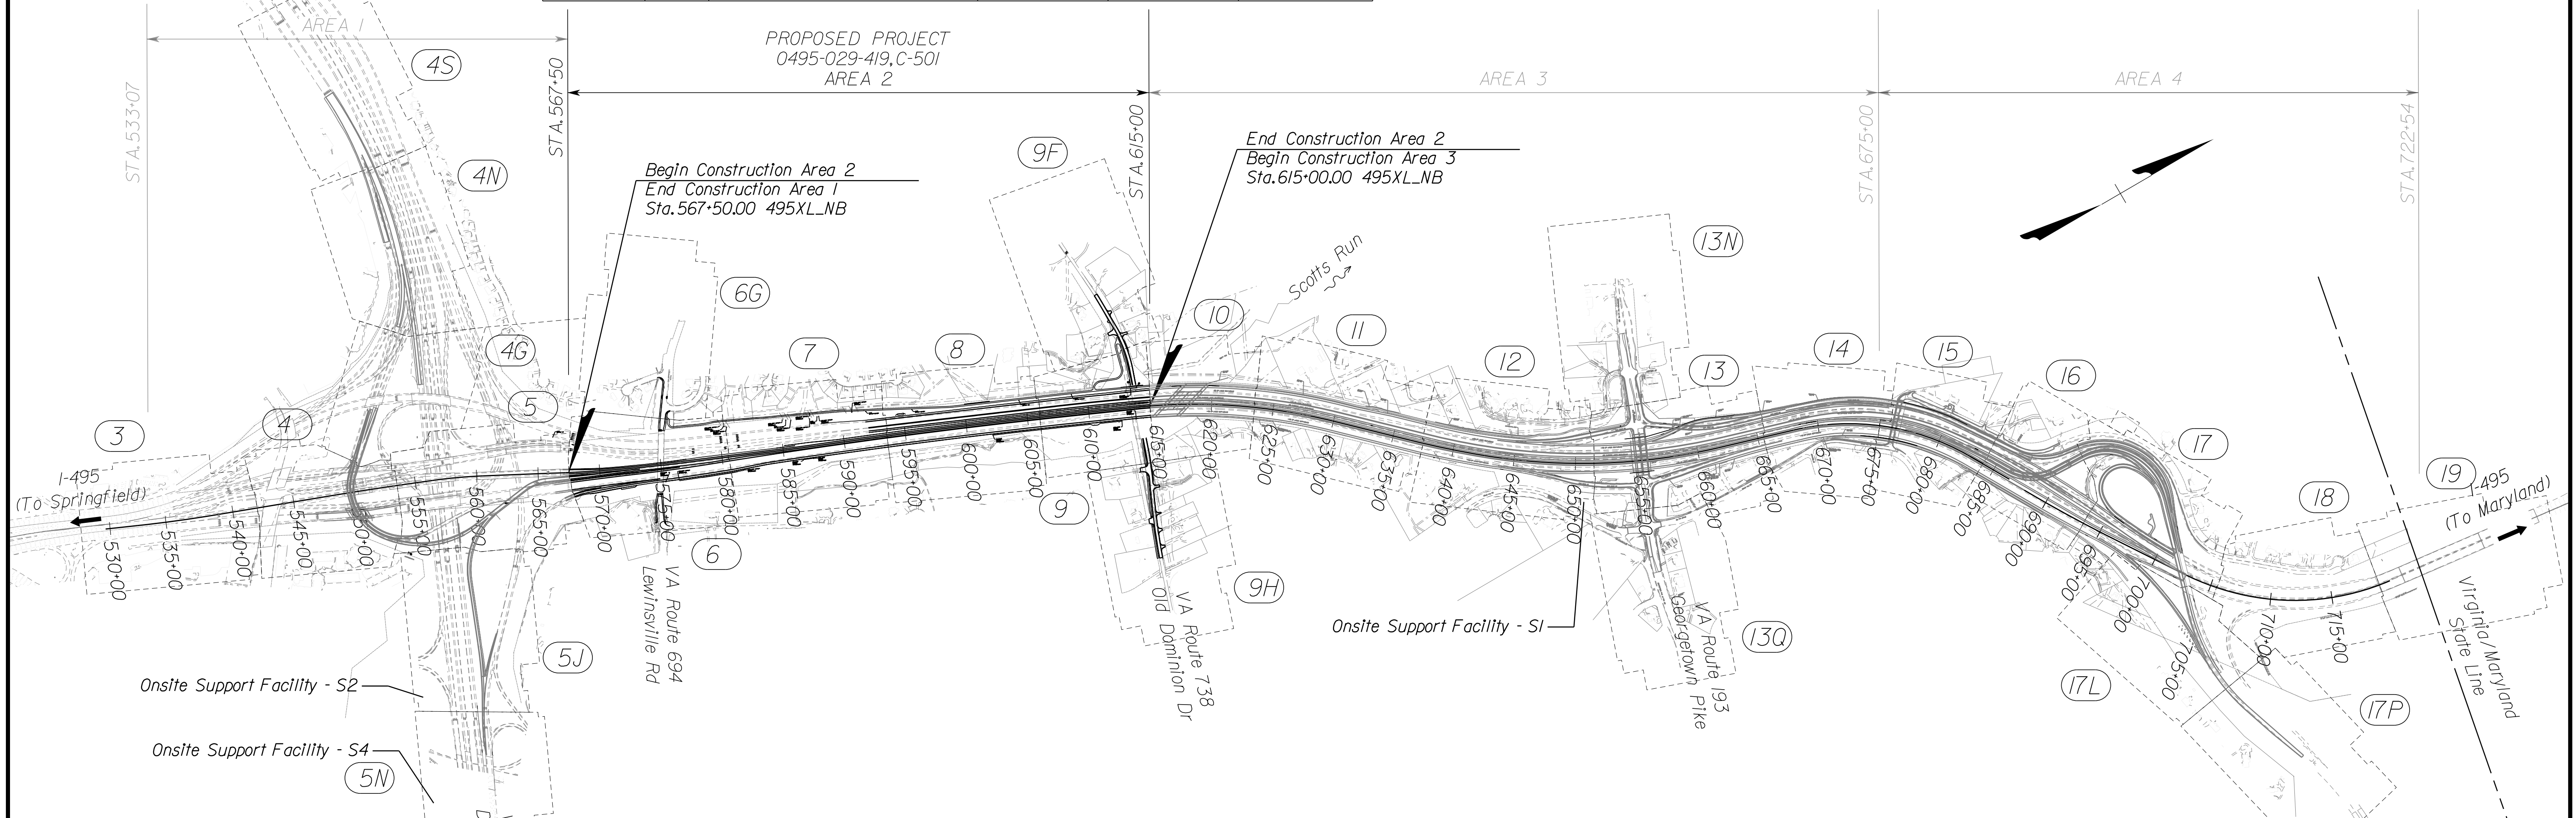 AREA 1
PROPOSED PROJECT
0495-029-419, C-501
AREA 2
AREA 3
AREA 4
STA. 533+07
STA. 567+50
STA. 615+00
STA. 675+00
STA. 722+54
Begin Construction Area 2
End Construction Area 1
Sta. 567+50.00 495XL_NB
End Construction Area 2
Begin Construction Area 3
Sta. 615+00.00 495XL_NB
4S
4N
4G
6G
9F
13N
Scotts Run
3
4
5
7
8
10
11
12
13
14
15
16
17
18
19
I-495
(To Springfield)
I-495
(To Maryland)
530+00
535+00
540+00
545+00
550+00
555+00
560+00
565+00
570+00
575+00
580+00
585+00
590+00
595+00
600+00
605+00
610+00
615+00
620+00
625+00
630+00
635+00
640+00
645+00
650+00
655+00
660+00
665+00
670+00
675+00
680+00
685+00
690+00
695+00
700+00
705+00
710+00
715+00
6
9
9H
13Q
5J
5N
17L
17P
VA Route 694
Lewinsville Rd
VA Route 738
Old Dominion Dr
VA Route 193
Georgetown Pike
Virginia/Maryland
State Line
Onsite Support Facility - S1
Onsite Support Facility - S2
Onsite Support Facility - S4